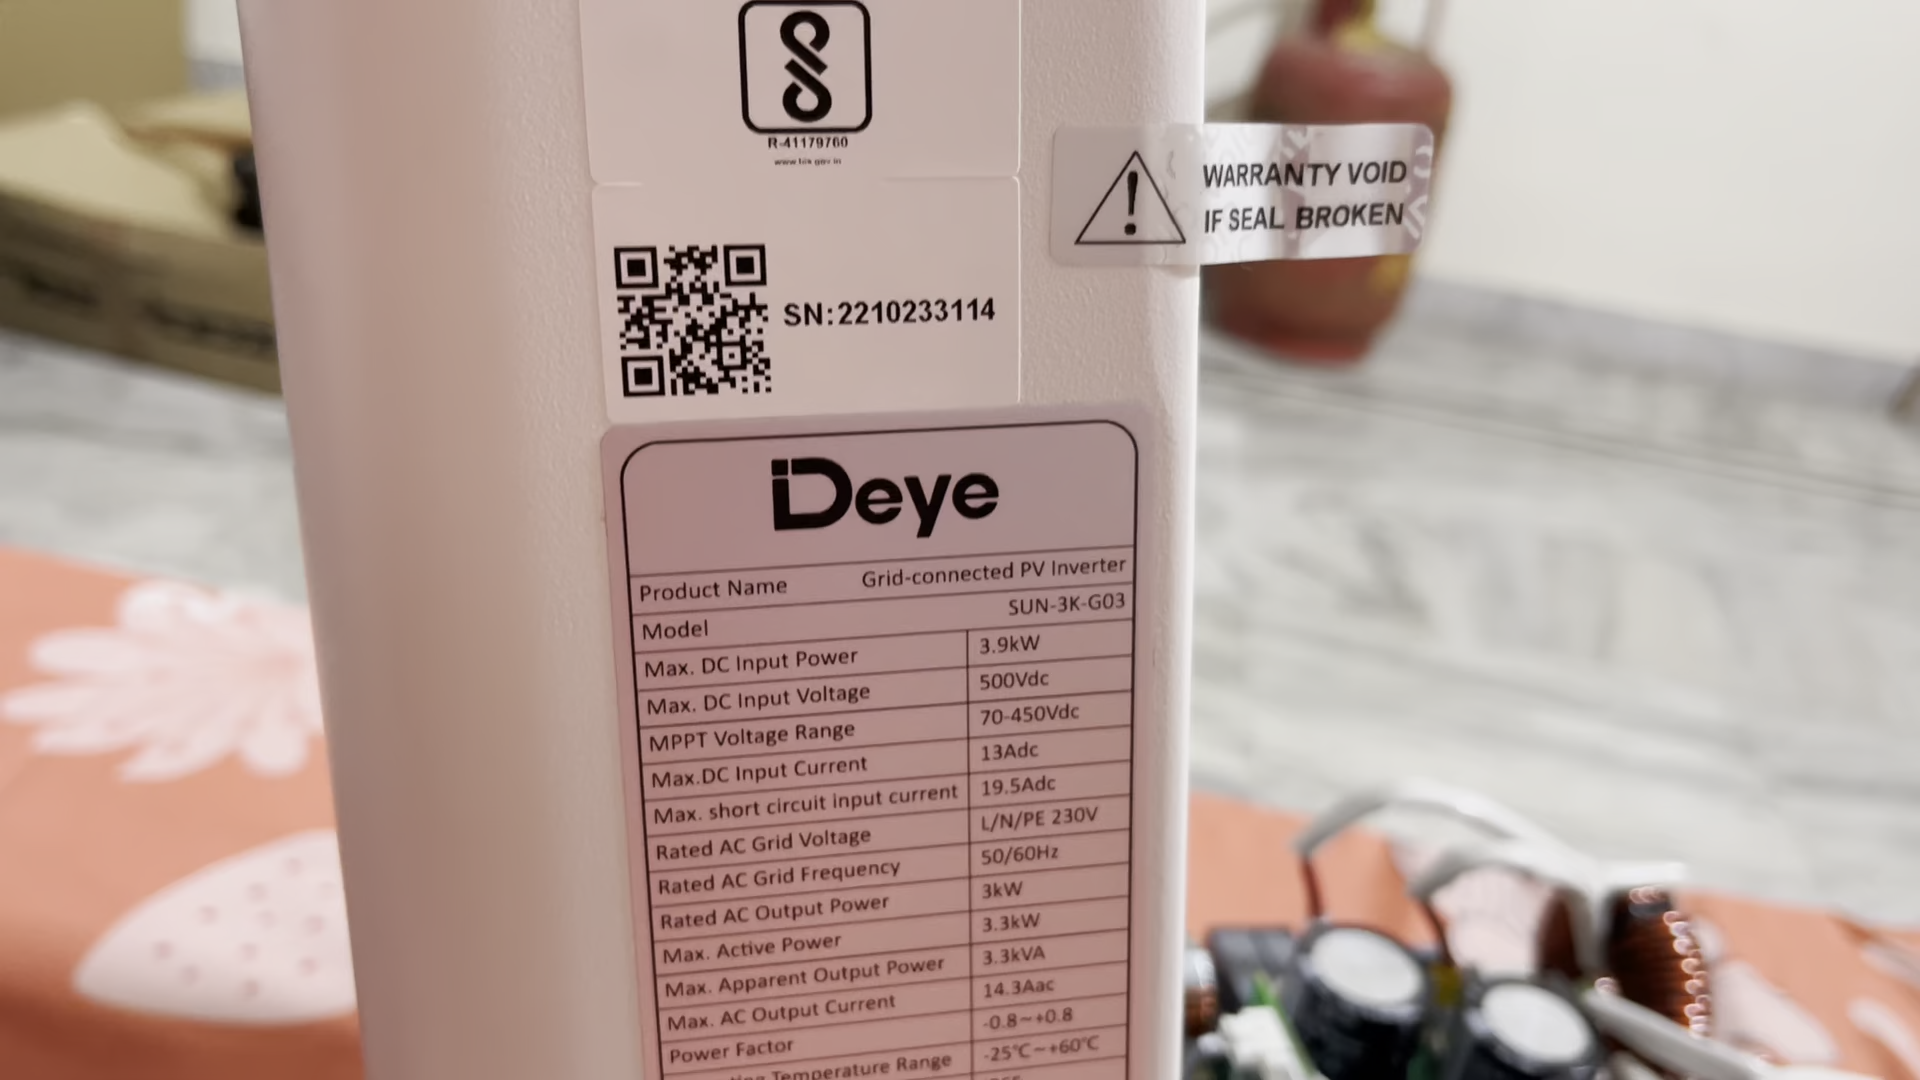 R-41179760
www.bis.gov.in
WARRANTY VOID
IF SEAL BROKEN
SN:2210233114
Deye
Product Name Grid-connected PV Inverter
Model SUN-3K-G03
Max. DC Input Power 3.9kW
Max. DC Input Voltage 500Vdc
MPPT Voltage Range 70-450Vdc
Max.DC Input Current 13Adc
Max. short circuit input current 19.5Adc
Rated AC Grid Voltage L/N/PE 230V
Rated AC Grid Frequency 50/60Hz
Rated AC Output Power 3kW
Max. Active Power 3.3kW
Max. Apparent Output Power 3.3kVA
Max. AC Output Current 14.3Aac
Power Factor -0.8~+0.8
Temperature Range -25℃~+60℃